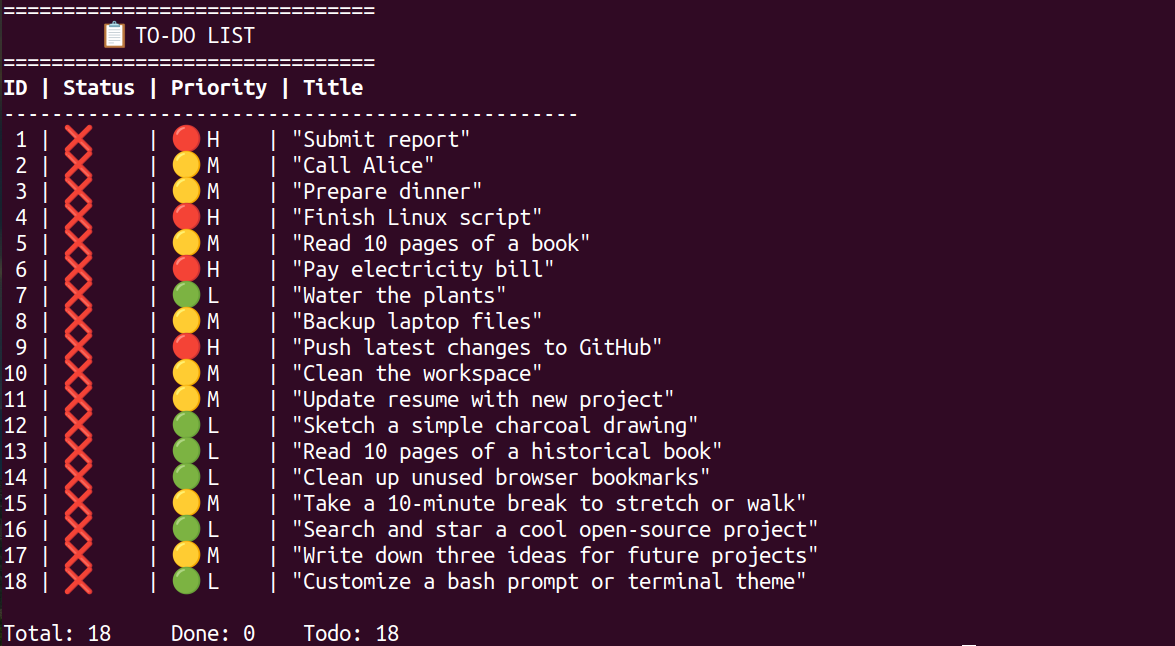 ===============================
📋 TO-DO LIST
===============================
ID | Status | Priority | Title
------------------------------------------------
1 | ❌ | 🔴 H | "Submit report"
2 | ❌ | 🟡 M | "Call Alice"
3 | ❌ | 🟡 M | "Prepare dinner"
4 | ❌ | 🔴 H | "Finish Linux script"
5 | ❌ | 🟡 M | "Read 10 pages of a book"
6 | ❌ | 🔴 H | "Pay electricity bill"
7 | ❌ | 🟢 L | "Water the plants"
8 | ❌ | 🟡 M | "Backup laptop files"
9 | ❌ | 🔴 H | "Push latest changes to GitHub"
10 | ❌ | 🟡 M | "Clean the workspace"
11 | ❌ | 🟡 M | "Update resume with new project"
12 | ❌ | 🟢 L | "Sketch a simple charcoal drawing"
13 | ❌ | 🟢 L | "Read 10 pages of a historical book"
14 | ❌ | 🟢 L | "Clean up unused browser bookmarks"
15 | ❌ | 🟡 M | "Take a 10-minute break to stretch or walk"
16 | ❌ | 🟢 L | "Search and star a cool open-source project"
17 | ❌ | 🟡 M | "Write down three ideas for future projects"
18 | ❌ | 🟢 L | "Customize a bash prompt or terminal theme"
Total: 18 Done: 0 Todo: 18